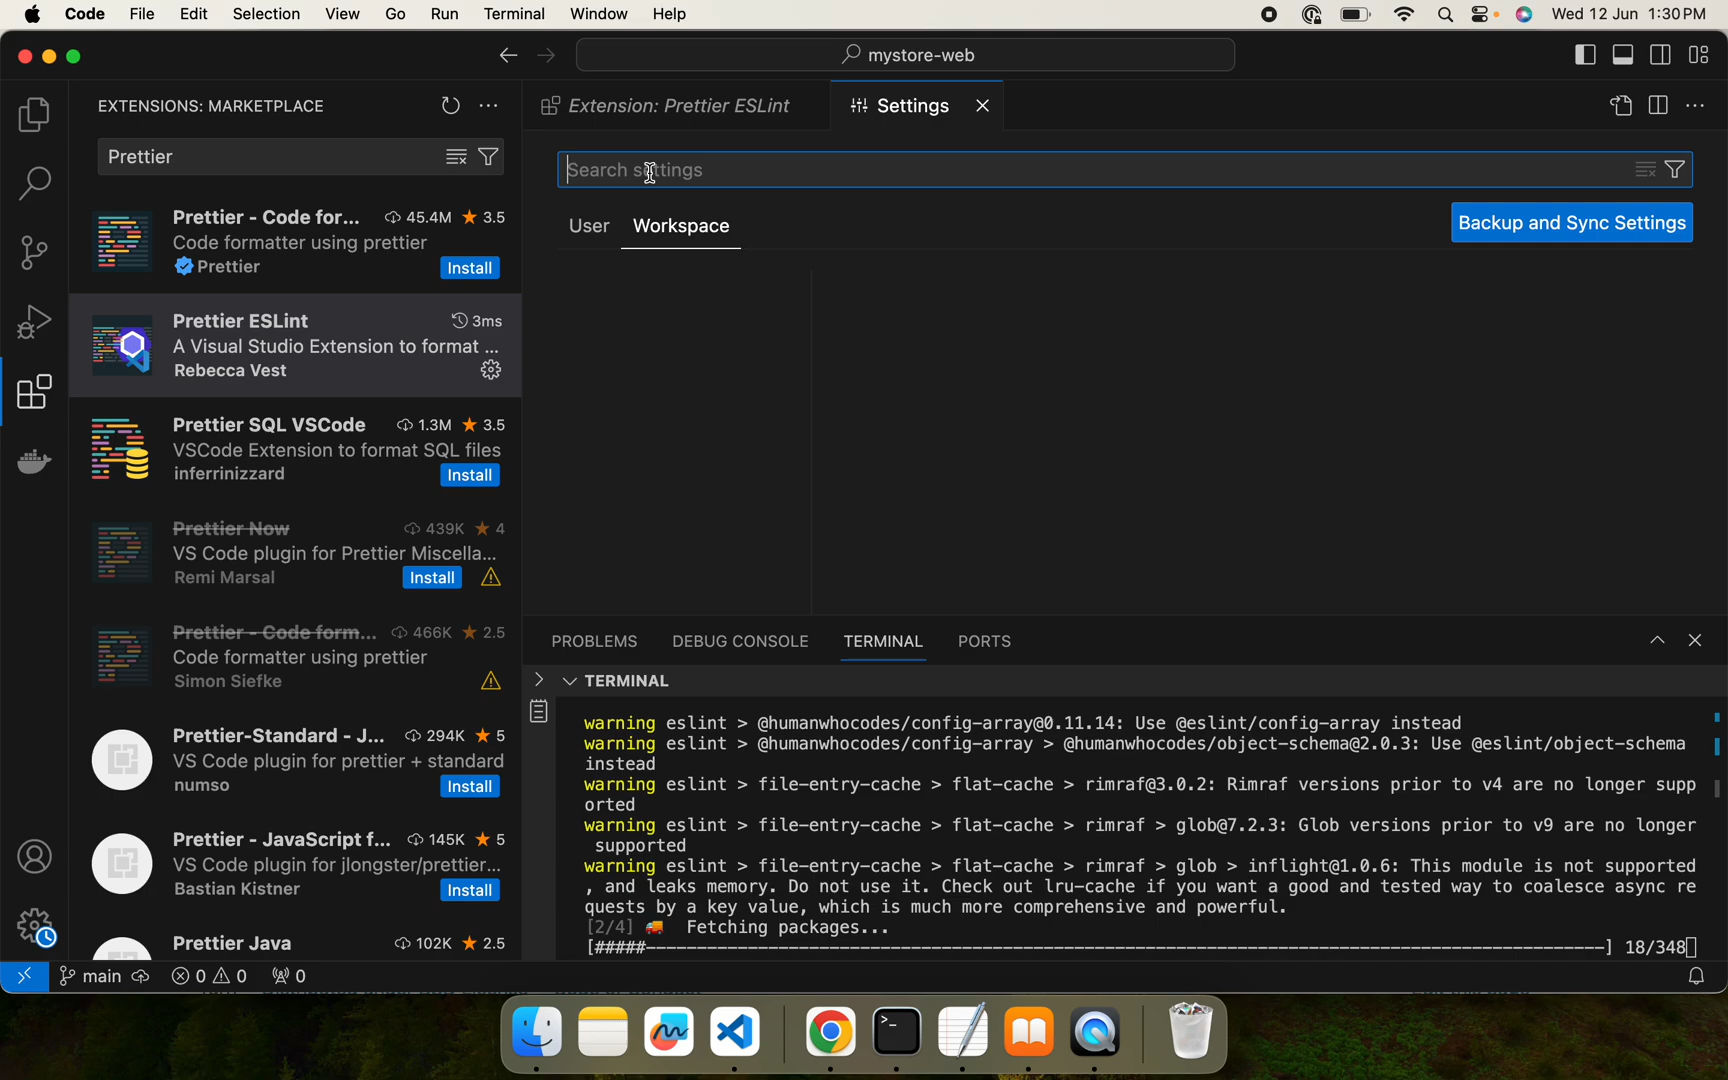 Code File Edit Selection View Go Run Terminal Window Help Wed 12 Jun 1:30 PM
mystore-web
EXTENSIONS: MARKETPLACE
Prettier
Prettier - Code for... 45.4M 3.5
Code formatter using prettier
Prettier Install
Prettier ESLint 3ms
A Visual Studio Extension to format ...
Rebecca Vest
Prettier SQL VSCode 1.3M 3.5
VSCode Extension to format SQL files
inferrinizzard Install
Prettier Now 439K 4
VS Code plugin for Prettier Miscella...
Remi Marsal Install
Prettier - Code form... 466K 2.5
Code formatter using prettier
Simon Siefke
Prettier-Standard - J... 294K 5
VS Code plugin for prettier + standard
numso Install
Prettier - JavaScript f... 145K 5
VS Code plugin for jlongster/prettier...
Bastian Kistner Install
Prettier Java 102K 2.5
Extension: Prettier ESLint Settings
Search settings
User Workspace Backup and Sync Settings
PROBLEMS DEBUG CONSOLE TERMINAL PORTS
TERMINAL
warning eslint > @humanwhocodes/config-array@0.11.14: Use @eslint/config-array instead
warning eslint > @humanwhocodes/config-array > @humanwhocodes/object-schema@2.0.3: Use @eslint/object-schema
instead
warning eslint > file-entry-cache > flat-cache > rimraf@3.0.2: Rimraf versions prior to v4 are no longer supp
orted
warning eslint > file-entry-cache > flat-cache > rimraf > glob@7.2.3: Glob versions prior to v9 are no longer
supported
warning eslint > file-entry-cache > flat-cache > rimraf > glob > inflight@1.0.6: This module is not supported
, and leaks memory. Do not use it. Check out lru-cache if you want a good and tested way to coalesce async re
quests by a key value, which is much more comprehensive and powerful.
[2/4] 🚚 Fetching packages...
[#####----------------------------------------------------------------------------------------------] 18/348
main 0 0 0